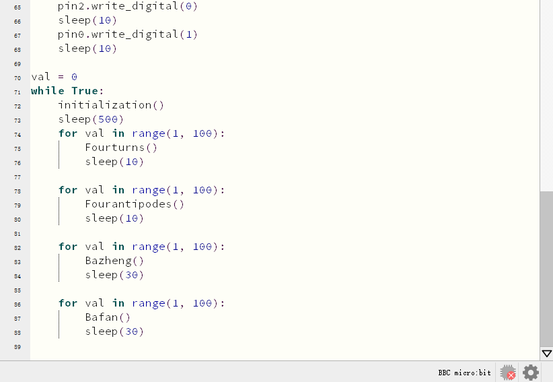 65 pin2.write_digital(0)
66 sleep(10)
67 pin0.write_digital(1)
68 sleep(10)
69
70 val = 0
71 while True:
72 initialization()
73 sleep(500)
74 for val in range(1, 100):
75 Fourturns()
76 sleep(10)
77
78 for val in range(1, 100):
79 Fourantipodes()
80 sleep(10)
81
82 for val in range(1, 100):
83 Bazheng()
84 sleep(30)
85
86 for val in range(1, 100):
87 Bafan()
88 sleep(30)
89
BBC micro:bit